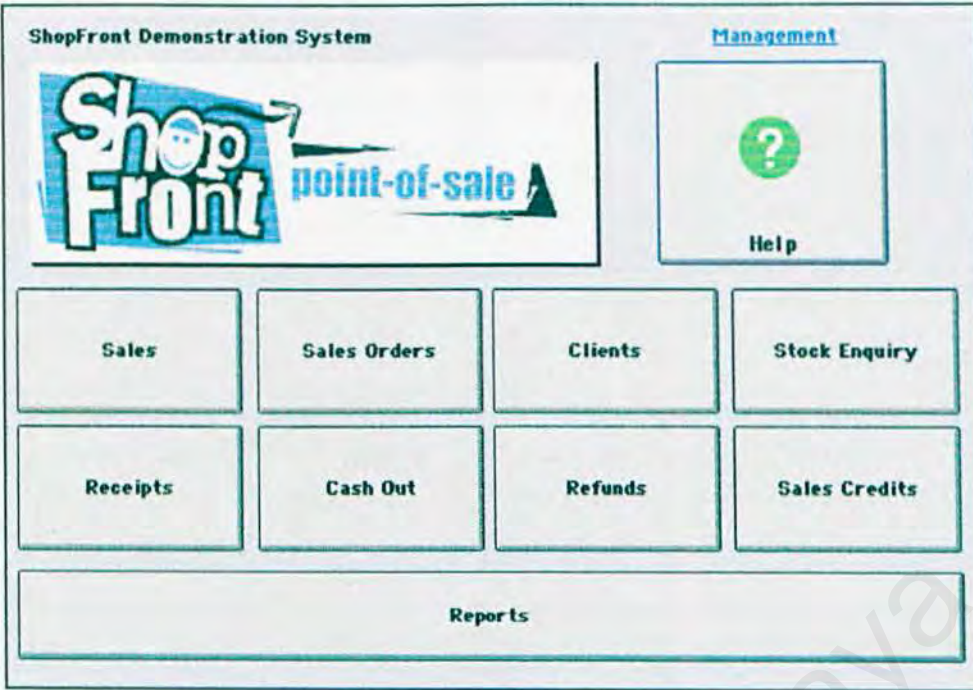 ShopFront Demonstration System
Management
Shop
Front
point-of-sale
?
Help
Sales
Sales Orders
Clients
Stock Enquiry
Receipts
Cash Out
Refunds
Sales Credits
Reports